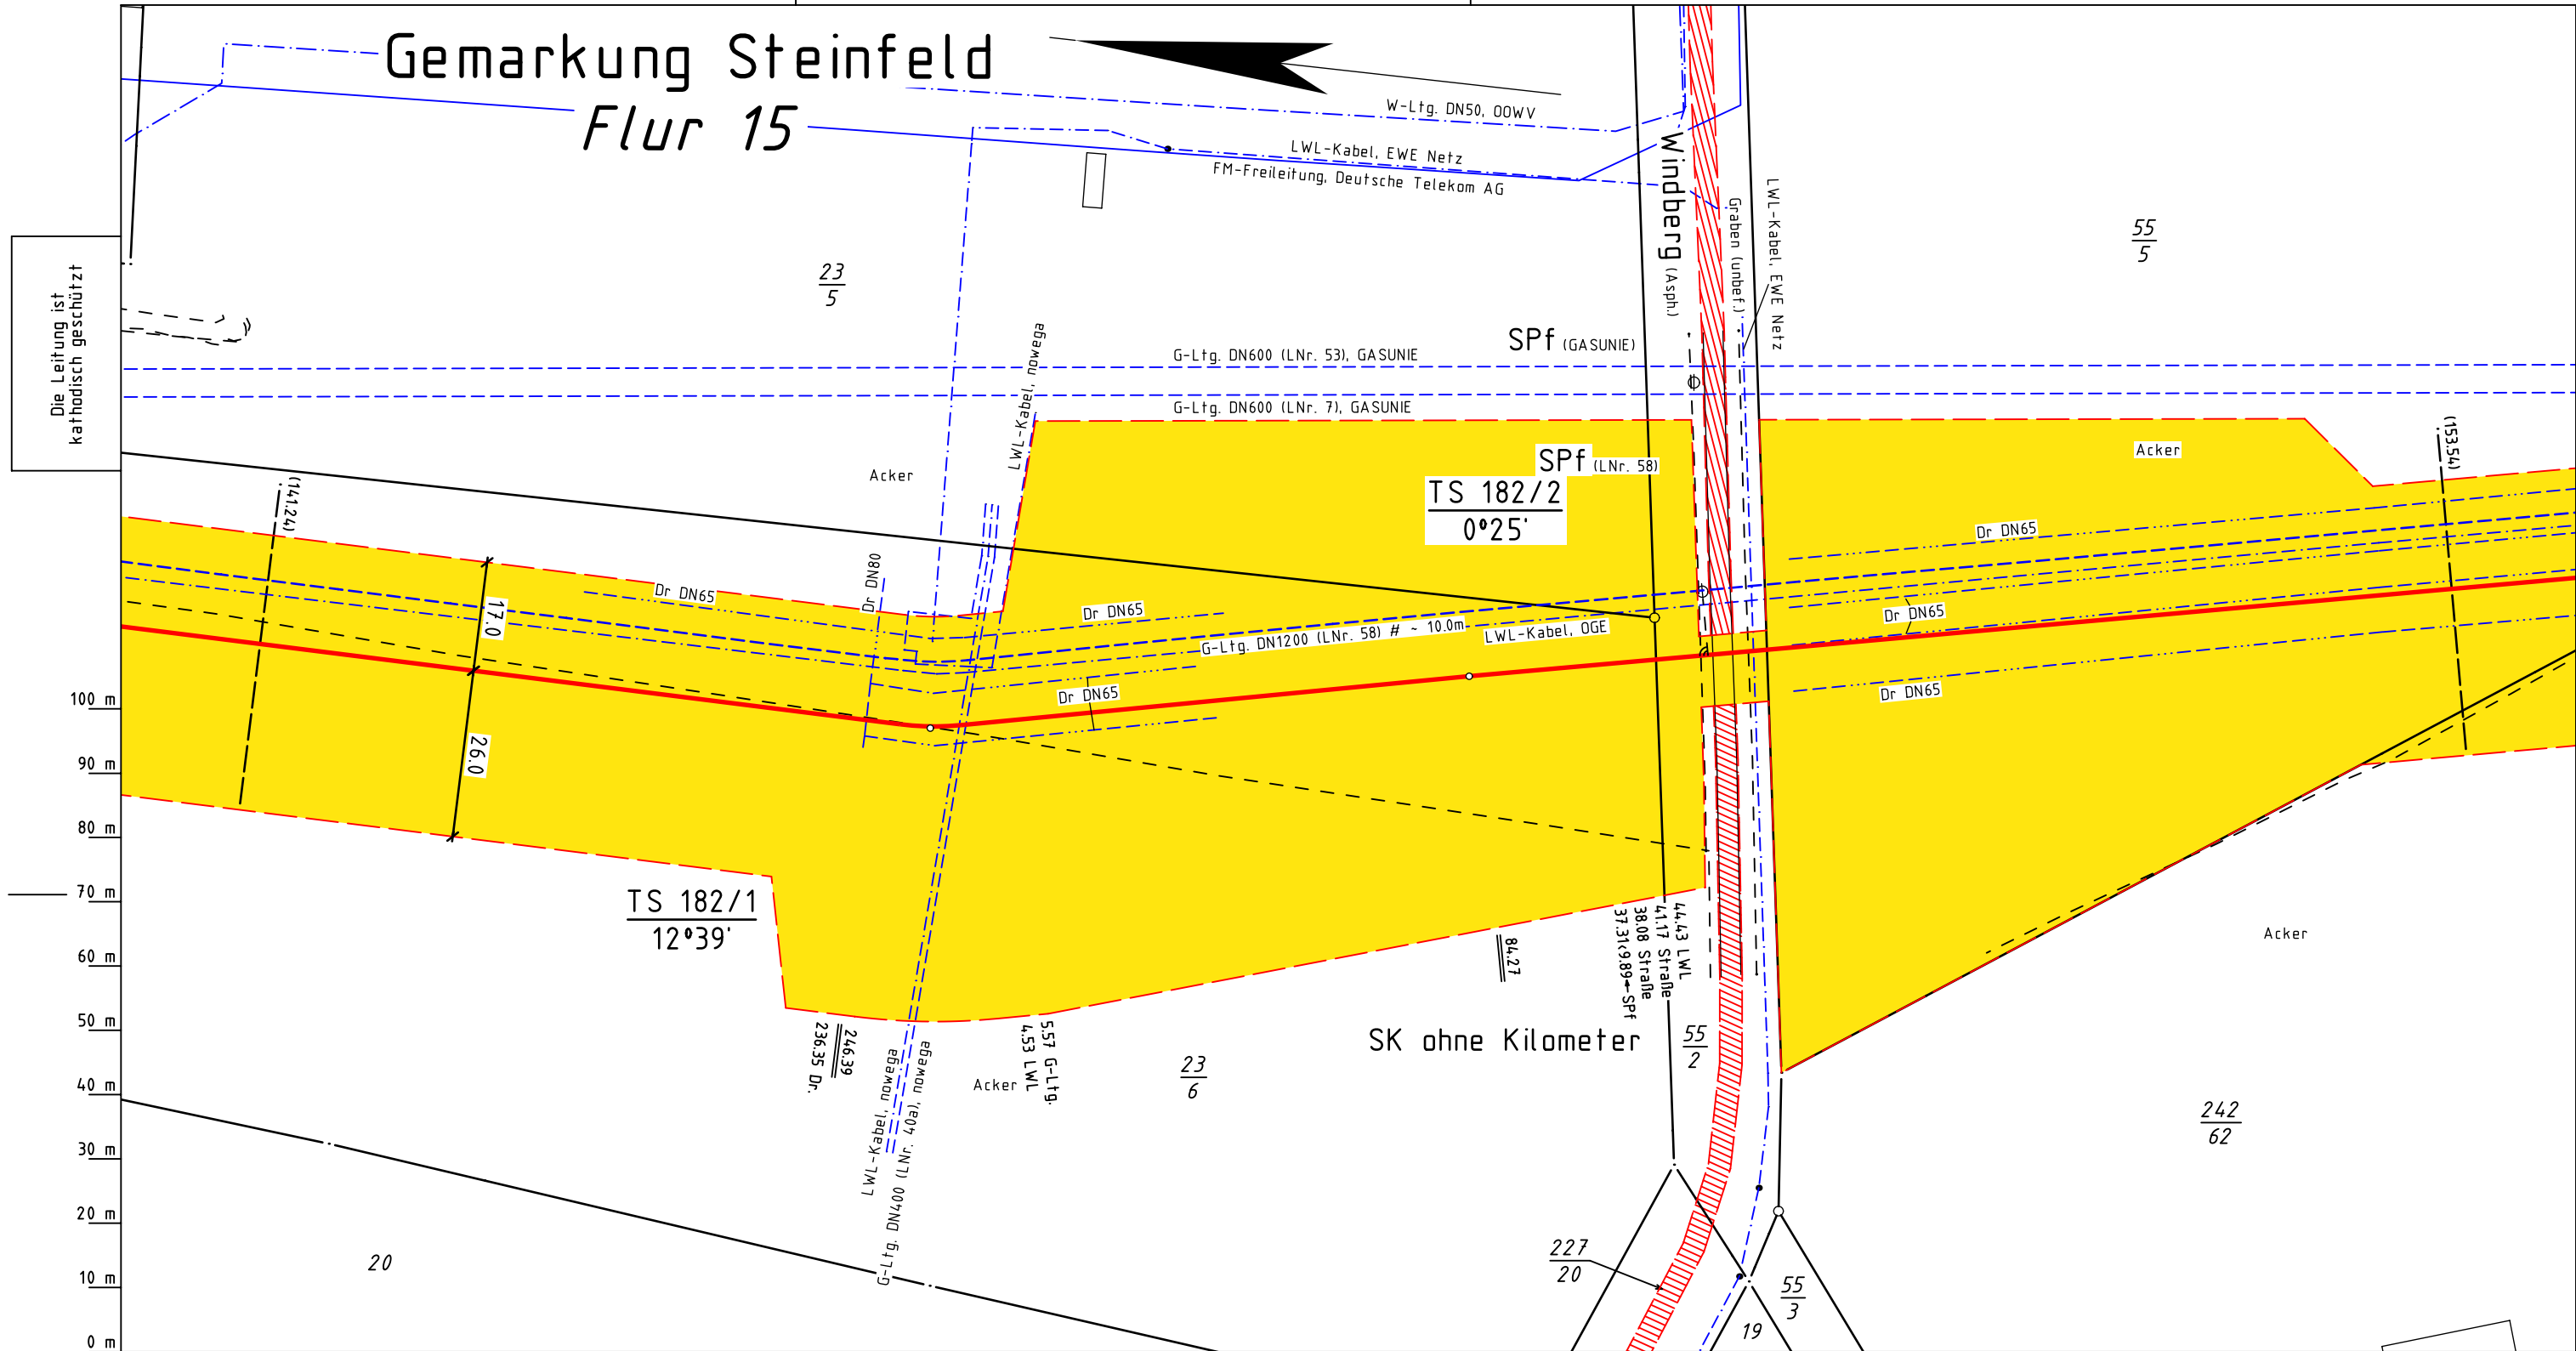 Gemarkung Steinfeld
Flur 15
W-Ltg. DN50, OOWV
LWL-Kabel, EWE Netz
FM-Freileitung, Deutsche Telekom AG
Windberg (Asph.)
Graben (unbef.)
LWL-Kabel, EWE Netz
55
5
23
5
Die Leitung ist
kathodisch geschützt
SPf (GASUNIE)
G-Ltg. DN600 (LNr. 53), GASUNIE
G-Ltg. DN600 (LNr. 7), GASUNIE
LWL-Kabel, nowega
Acker
Acker
SPf (LNr. 58)
TS 182/2
0°25'
(141.24)
(153.54)
Dr DN65
Dr DN80
Dr DN65
Dr DN65
Dr DN65
17.0
26.0
G-Ltg. DN1200 (LNr. 58) # ~ 10.0m
LWL-Kabel, OGE
Dr DN65
Dr DN65
100 m
90 m
80 m
70 m
60 m
50 m
40 m
30 m
20 m
10 m
0 m
TS 182/1
12°39'
84.27
44.43 LWL
41.17 Straße
38.08 Straße
37.31<9.89→SPf
Acker
SK ohne Kilometer
55
2
246.39
236.35 Dr.
5.57 G-Ltg.
4.53 LWL
Acker
23
6
LWL-Kabel, nowega
G-Ltg. DN400 (LNr. 40a), nowega
242
62
20
227
20
55
3
19